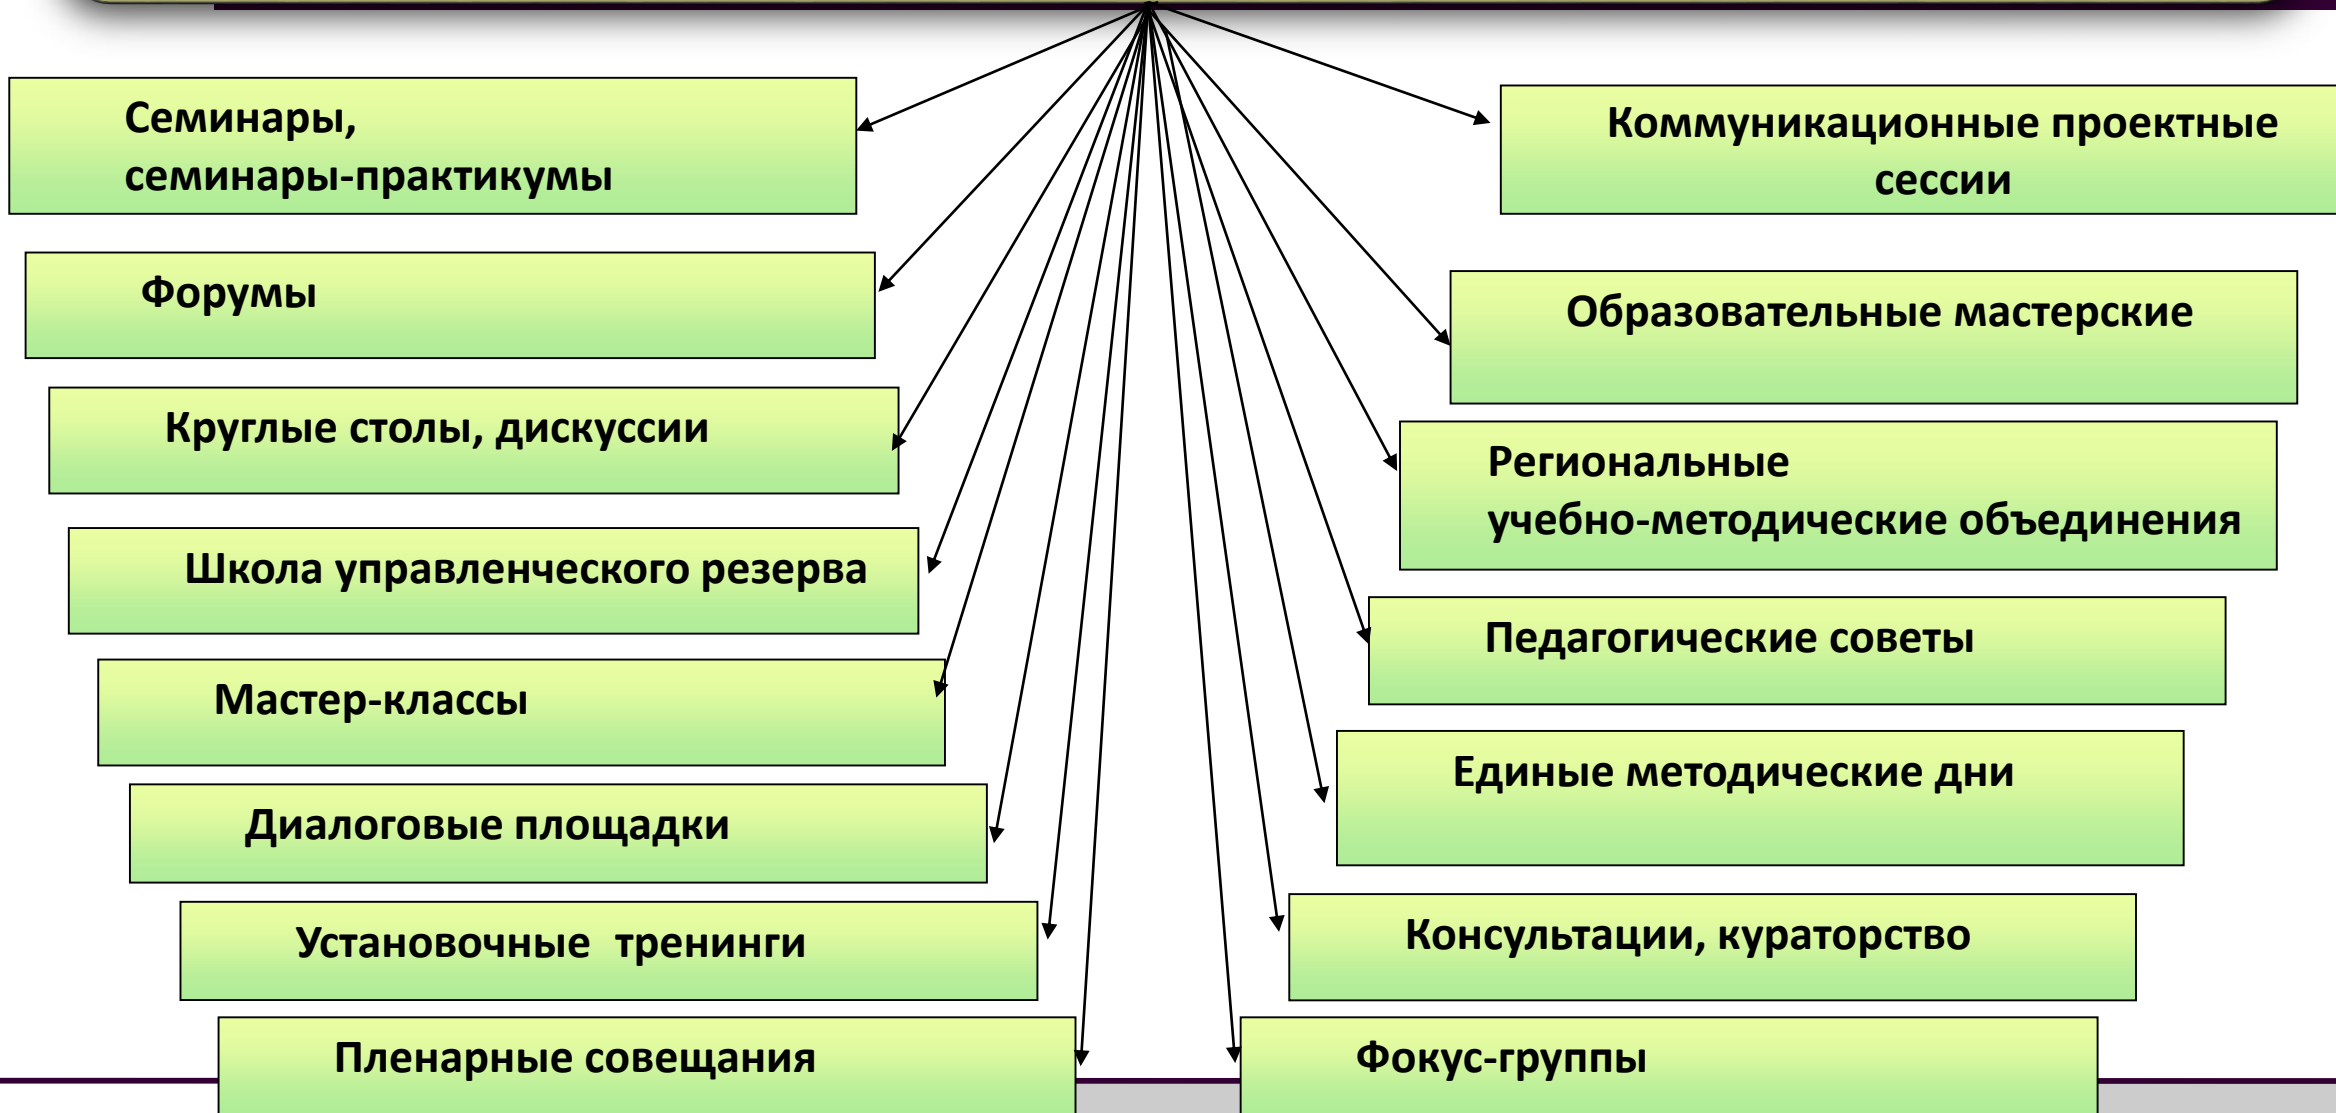 Семинары,
семинары-практикумы
Форумы
Круглые столы, дискуссии
Школа управленческого резерва
Мастер-классы
Диалоговые площадки
Установочные тренинги
Пленарные совещания
Коммуникационные проектные
сессии
Образовательные мастерские
Региональные
учебно-методические объединения
Педагогические советы
Единые методические дни
Консультации, кураторство
Фокус-группы